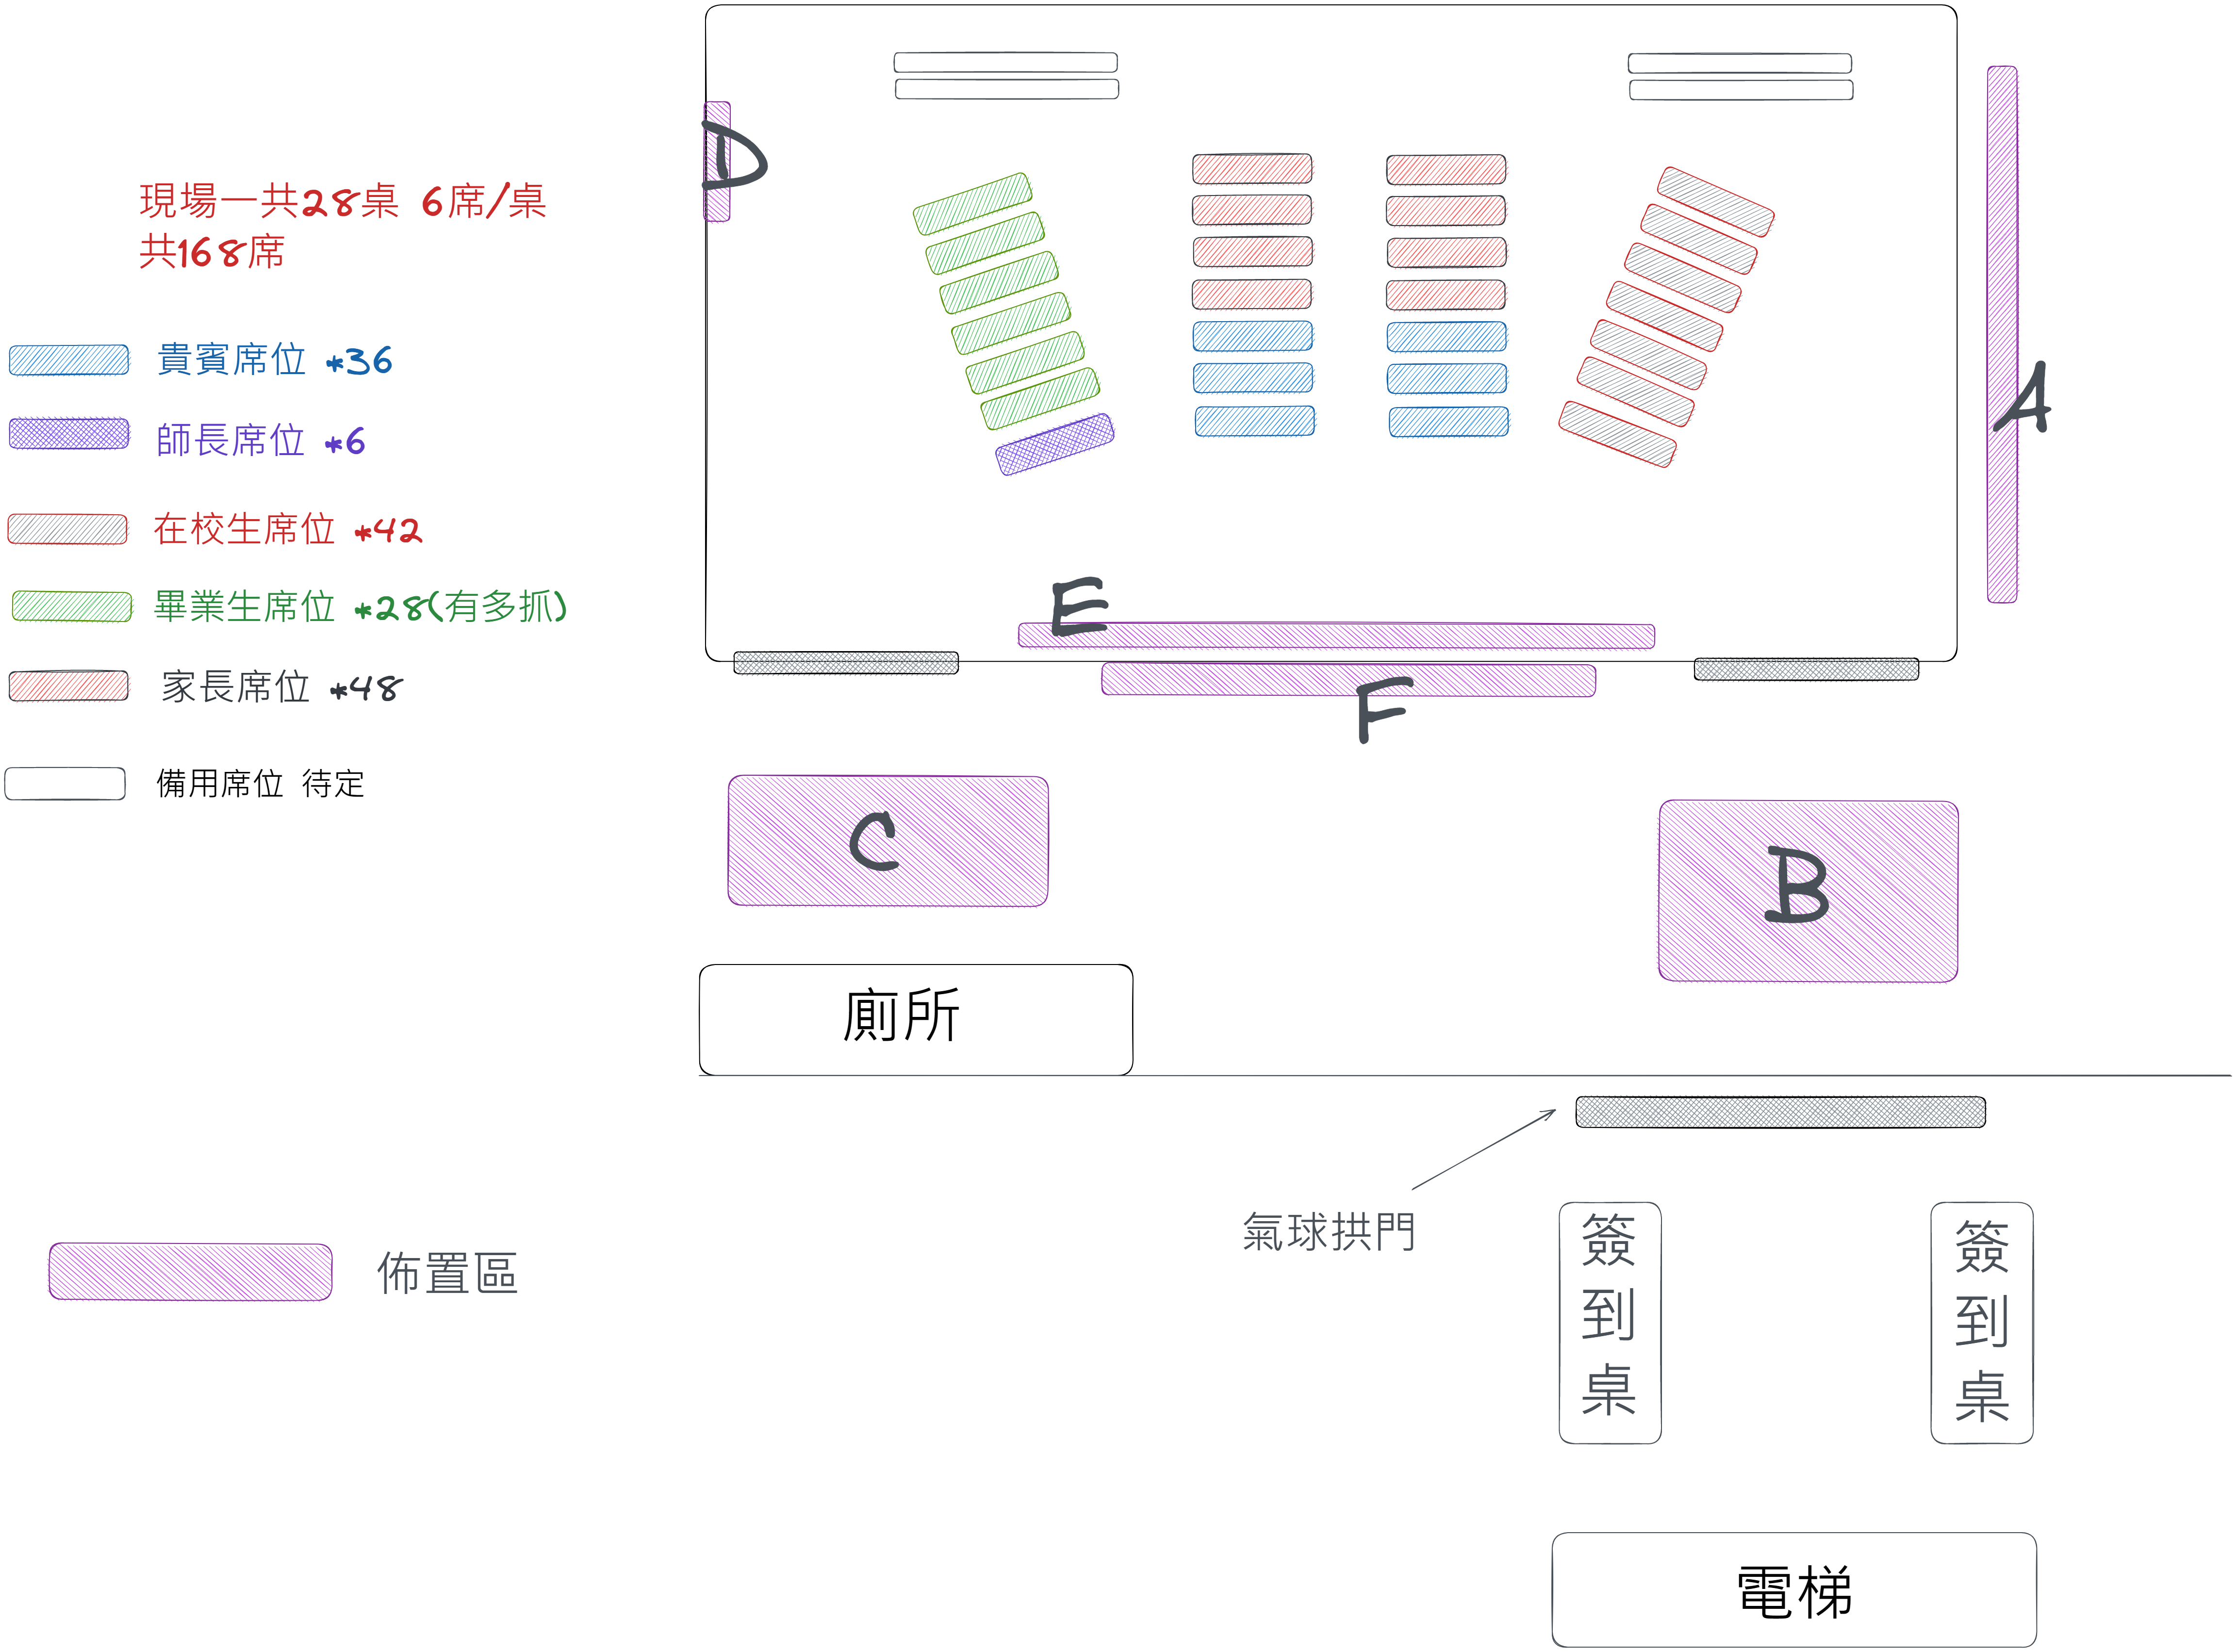 現場一共28桌 6席/桌
共168席
貴賓席位 *36
師長席位 *6
在校生席位 *42
畢業生席位 *28(有多抓)
家長席位 *48
備用席位 待定
佈置區
D
A
E
F
C
B
廁所
氣球拱門
簽到桌
簽到桌
電梯